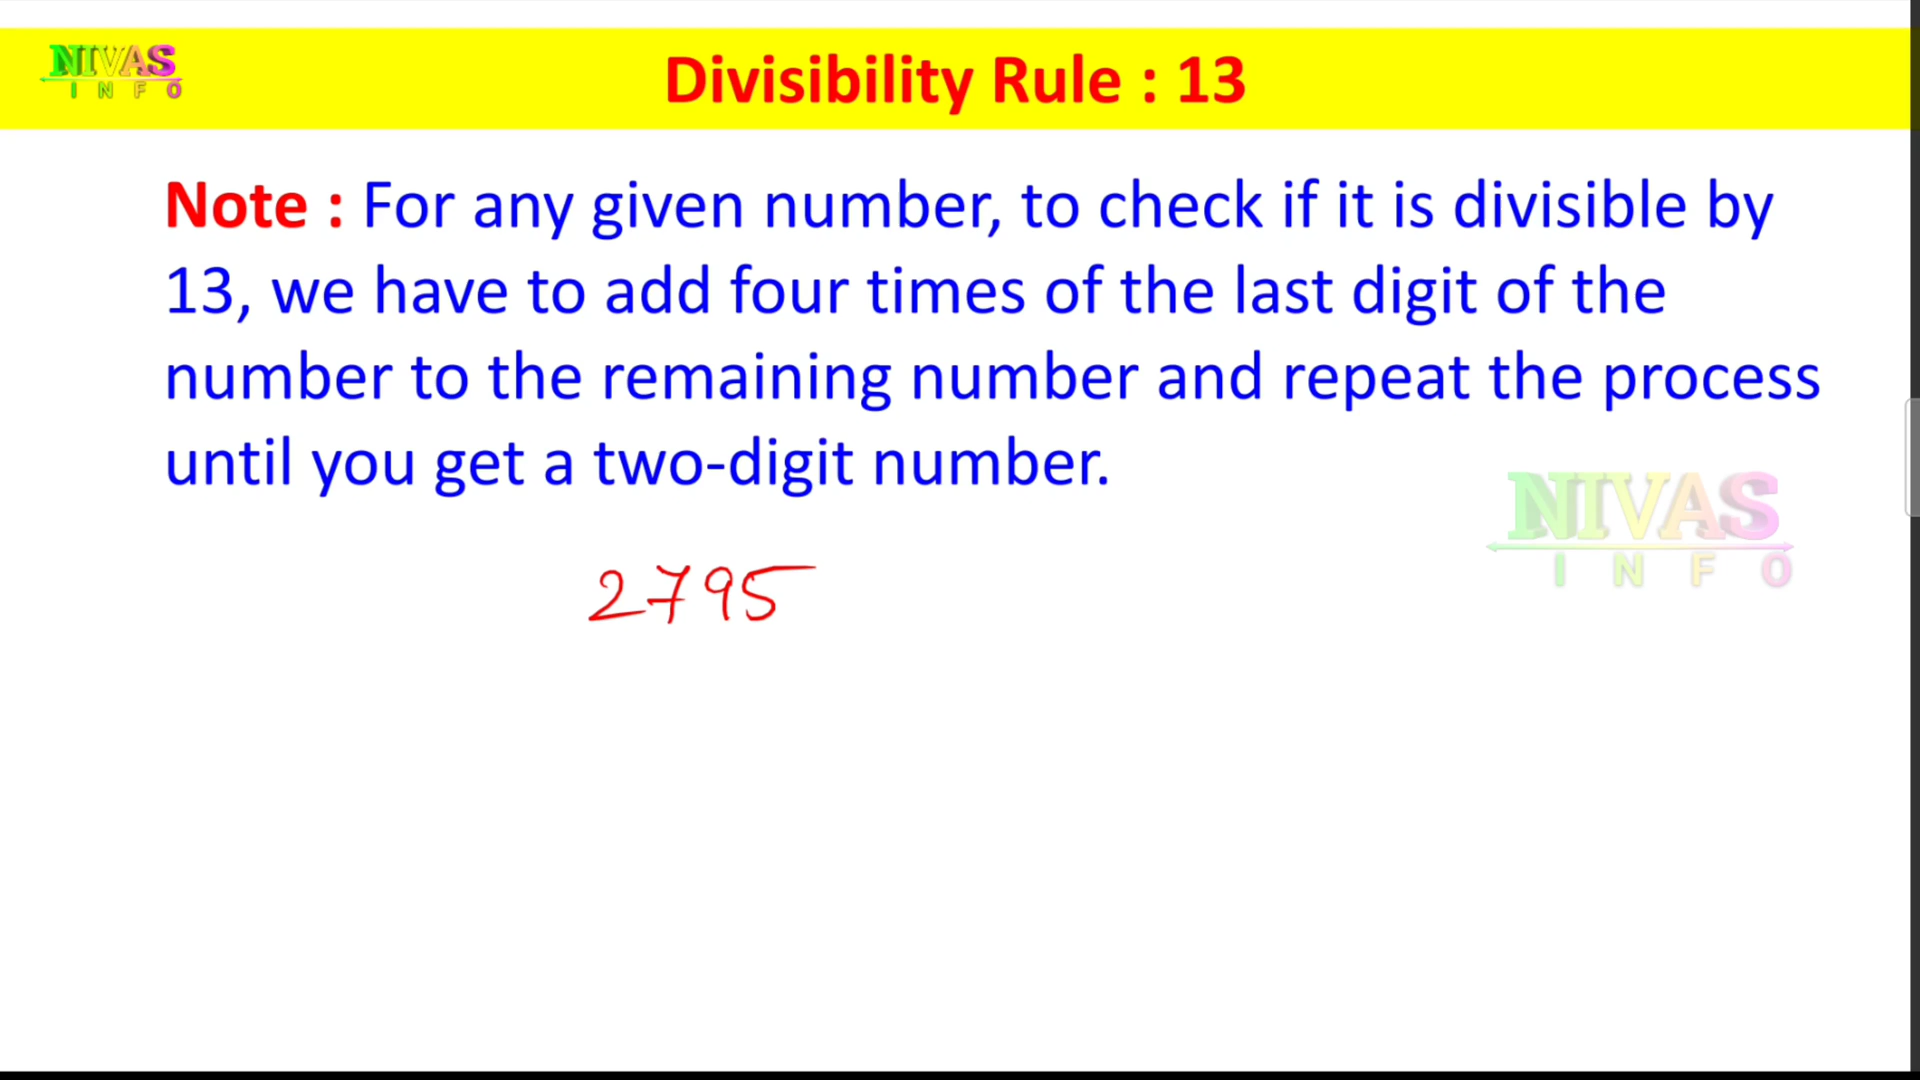 NIVAS
INFO
Divisibility Rule : 13
Note : For any given number, to check if it is divisible by
13, we have to add four times of the last digit of the
number to the remaining number and repeat the process
until you get a two-digit number.
NIVAS
INFO
2795